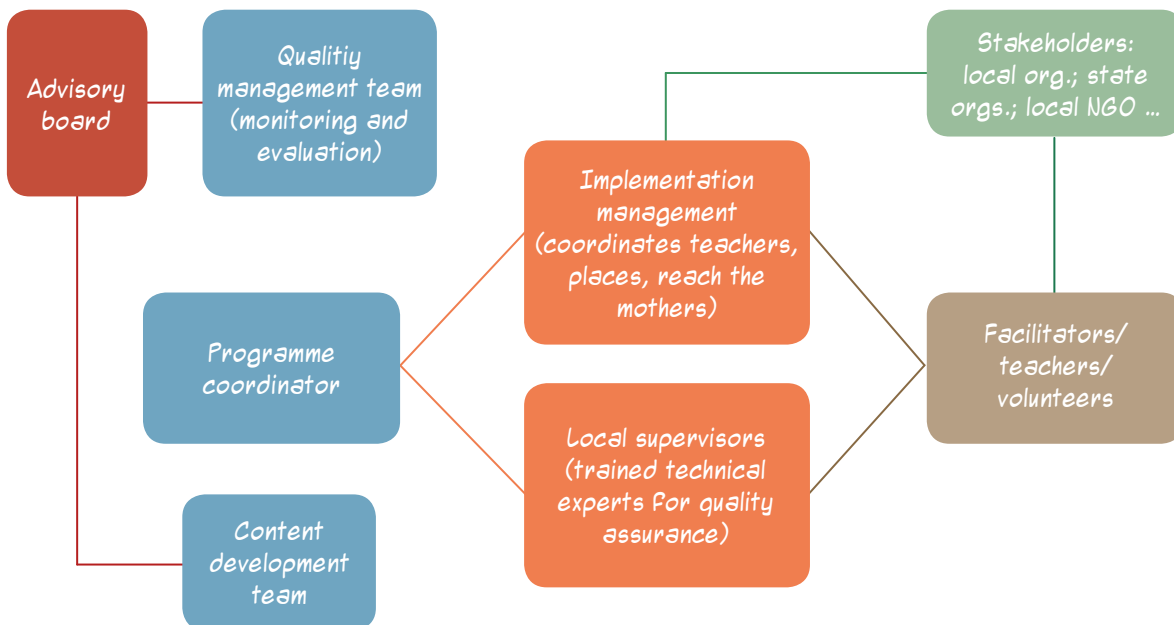 Advisory
board
Qualitiy
management team
(monitoring and
evaluation)
Stakeholders:
local org.; state
orgs.; local NGO ...
Implementation
management
(coordinates teachers,
places, reach the
mothers)
Programme
coordinator
Facilitators/
teachers/
volunteers
Local supervisors
(trained technical
experts for quality
assurance)
Content
development
team